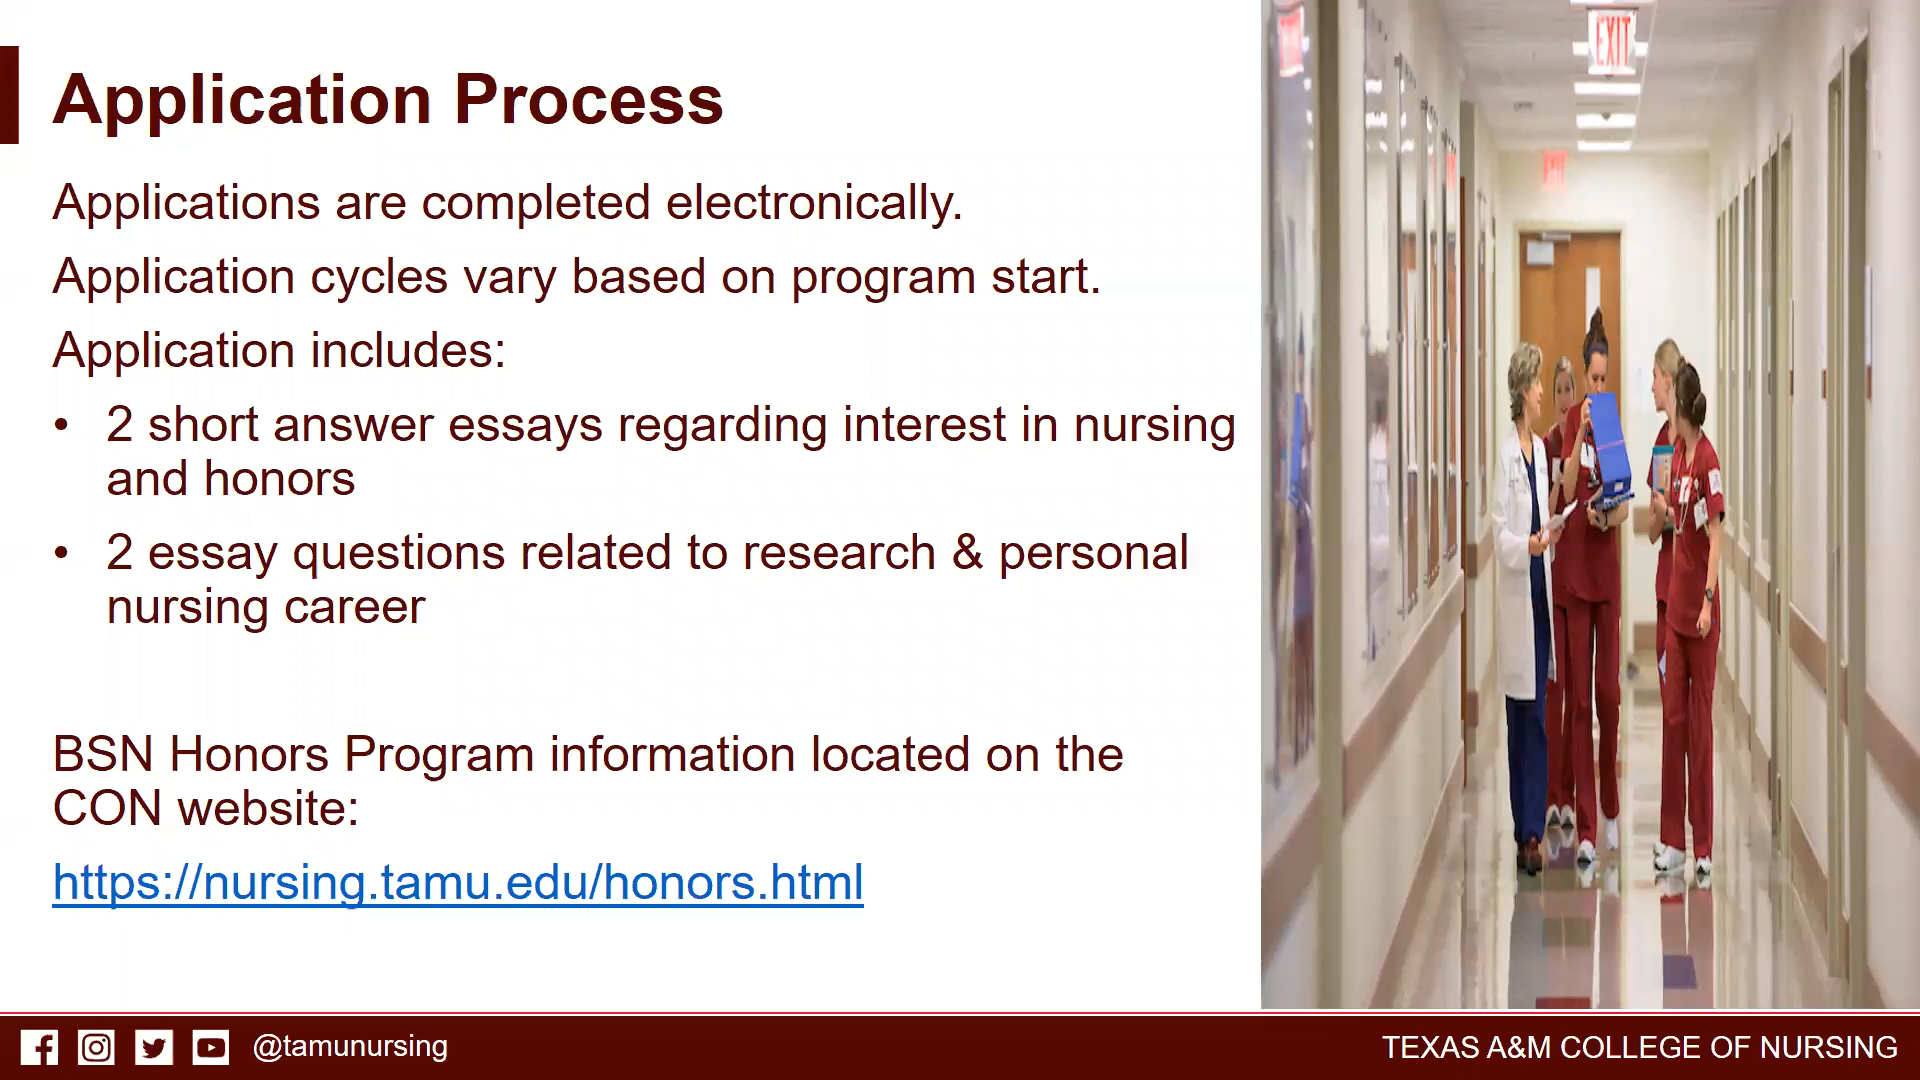 Application Process
Applications are completed electronically.
Application cycles vary based on program start.
Application includes:
• 2 short answer essays regarding interest in nursing
and honors
• 2 essay questions related to research & personal
nursing career
BSN Honors Program information located on the
CON website:
https://nursing.tamu.edu/honors.html
EXIT
EXIT
@tamunursing
TEXAS A&M COLLEGE OF NURSING